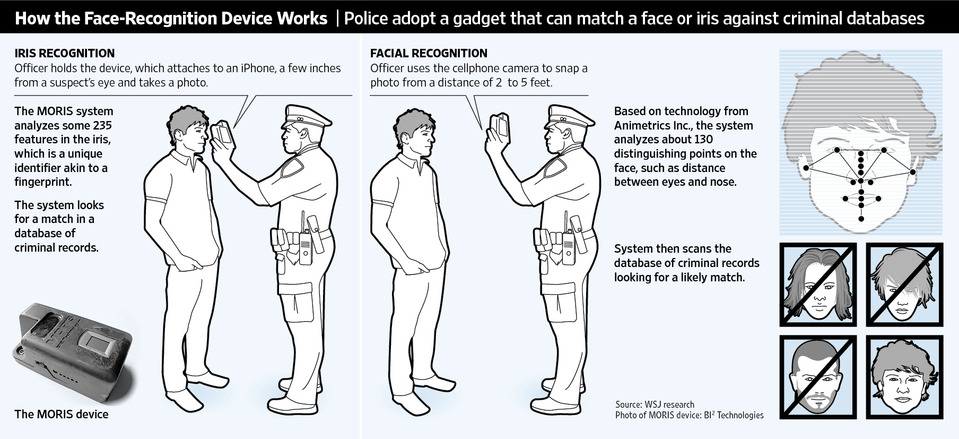 How the Face-Recognition Device Works | Police adopt a gadget that can match a face or iris against criminal databases
IRIS RECOGNITION
Officer holds the device, which attaches to an iPhone, a few inches
from a suspect's eye and takes a photo.
The MORIS system
analyzes some 235
features in the iris,
which is a unique
identifier akin to a
fingerprint.
The system looks
for a match in a
database of
criminal records.
The MORIS device
FACIAL RECOGNITION
Officer uses the cellphone camera to snap a
photo from a distance of 2 to 5 feet.
Based on technology from
Animetrics Inc., the system
analyzes about 130
distinguishing points on the
face, such as distance
between eyes and nose.
System then scans the
database of criminal records
looking for a likely match.
Source: WSJ research
Photo of MORIS device: BI² Technologies